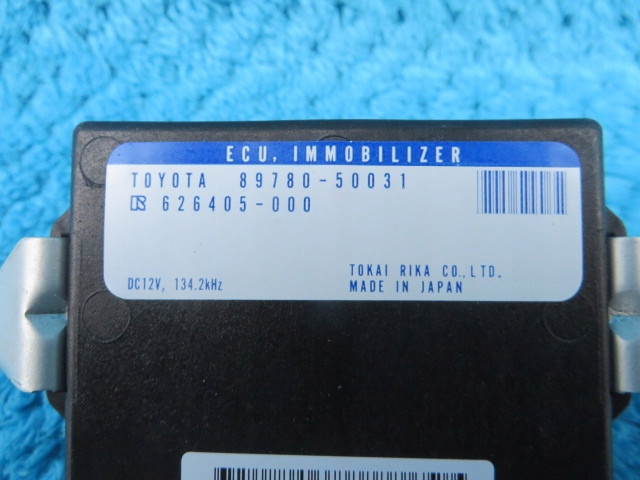 ECU, IMMOBILIZER
TOYOTA 89780-50031
626405-000
DC12V, 134.2kHz
TOKAI RIKA CO.,LTD.
MADE IN JAPAN